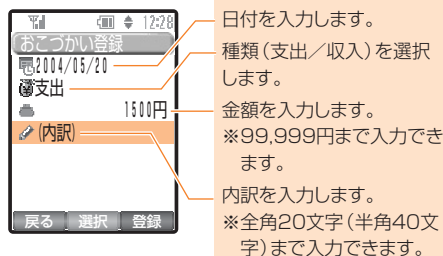 12:28
おこづかい登録
2004/05/20
支出
1500円
(内訳)
戻る 選択 登録
日付を入力します。
種類(支出／収入)を選択
します。
金額を入力します。
※99,999円まで入力でき
ます。
内訳を入力します。
※全角20文字(半角40文
字)まで入力できます。